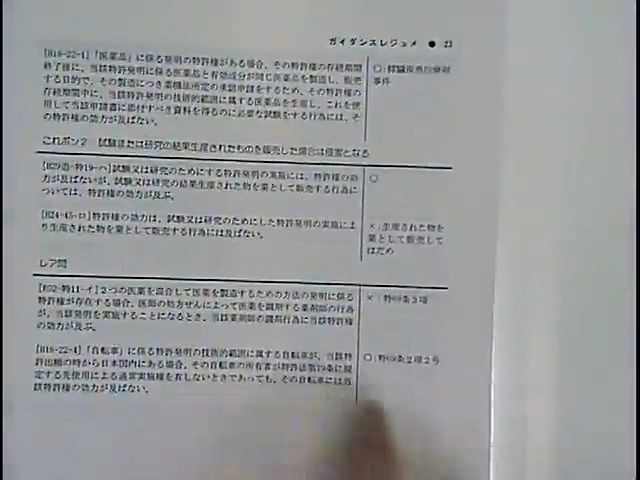 ガイダンスレジュメ ● 23
[H18-22-1]「医薬品」に係る発明の特許権がある場合、その特許権の存続期間
終了後に、当該特許発明に係る医薬品と有効成分が同じ医薬品を製造し、販売
する目的で、その製造につき薬機法所定の承認申請をするため、その特許権の
存続期間中に、当該特許発明の技術的範囲に属する医薬品を生産し、これを使
用して当該申請書に添付すべき資料を得るのに必要な試験をする行為には、そ
の特許権の効力が及ばない。
○:膵臓疾患治療剤
事件
これポン2 試験または研究の結果生産されたものを販売した場合は侵害となる
[H29追-特19-ハ]試験又は研究のためにする特許発明の実施には、特許権の効
力が及ばないが、試験又は研究の結果生産された物を業として販売する行為に
ついては、特許権の効力が及ぶ。
○
[H24-45-ロ]特許権の効力は、試験又は研究のためにした特許発明の実施によ
り生産された物を業として販売する行為には及ばない。
×:生産された物を
業として販売して
はだめ
レア問
[R02-特11-イ]2つの医薬を混合して医薬を製造するための方法の発明に係る
特許権が存在する場合、医師の処方せんによって医薬を調剤する薬剤師の行為
が、当該発明を実施することになるとき、当該薬剤師の調剤行為に当該特許権
の効力が及ぶ。
×:特69条3項
[H18-22-4]「自転車」に係る特許発明の技術的範囲に属する自転車が、当該特
許出願の時から日本国内にある場合、その自転車の所有者が特許法第79条に規
定する先使用による通常実施権を有しないときであっても、その自転車には当
該特許権の効力が及ばない。
○:特69条2項2号